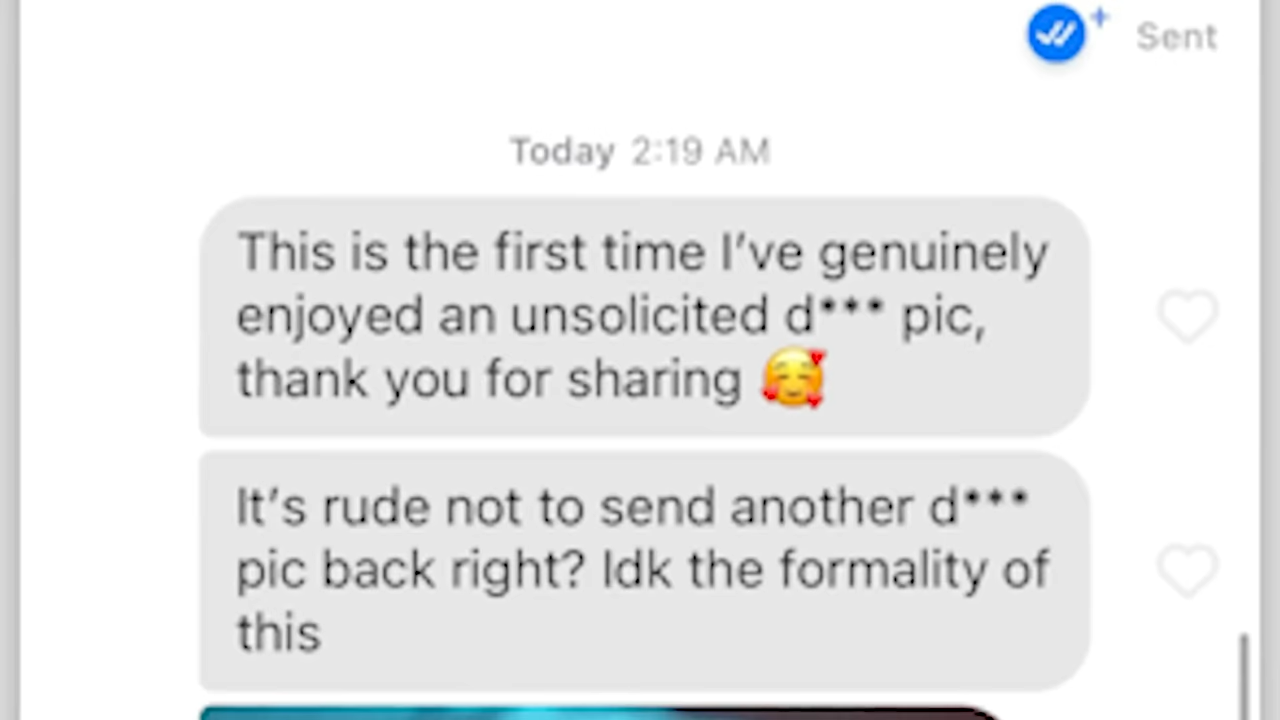 Sent
Today 2:19 AM
This is the first time I’ve genuinely
enjoyed an unsolicited d*** pic,
thank you for sharing 🥰
It’s rude not to send another d***
pic back right? Idk the formality of
this